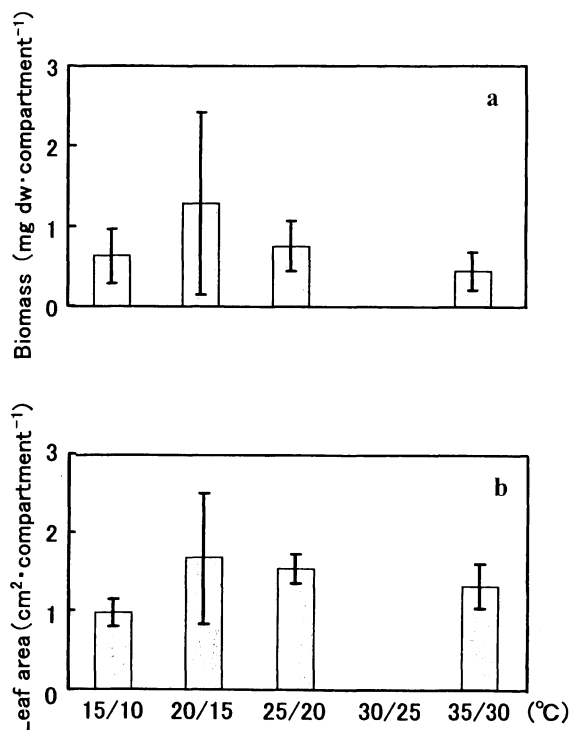 Biomass (mg dw·compartment⁻¹)
3
2
1
0
a
Leaf area (cm²·compartment⁻¹)
3
2
1
0
b
15/10 20/15 25/20 30/25 35/30 (℃)